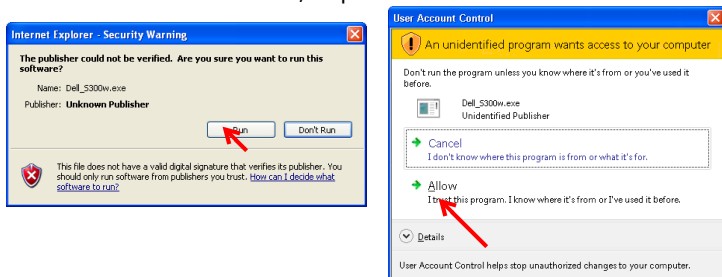 Internet Explorer - Security Warning
The publisher could not be verified. Are you sure you want to run this
software?
Name: Dell_S300w.exe
Publisher: Unknown Publisher
Run
Don't Run
This file does not have a valid digital signature that verifies its publisher. You
should only run software from publishers you trust. How can I decide what
software to run?
User Account Control
An unidentified program wants access to your computer
Don't run the program unless you know where it's from or you've used it
before.
Dell_S300w.exe
Unidentified Publisher
Cancel
I don't know where this program is from or what it's for.
Allow
I trust this program. I know where it's from or I've used it before.
Details
User Account Control helps stop unauthorized changes to your computer.